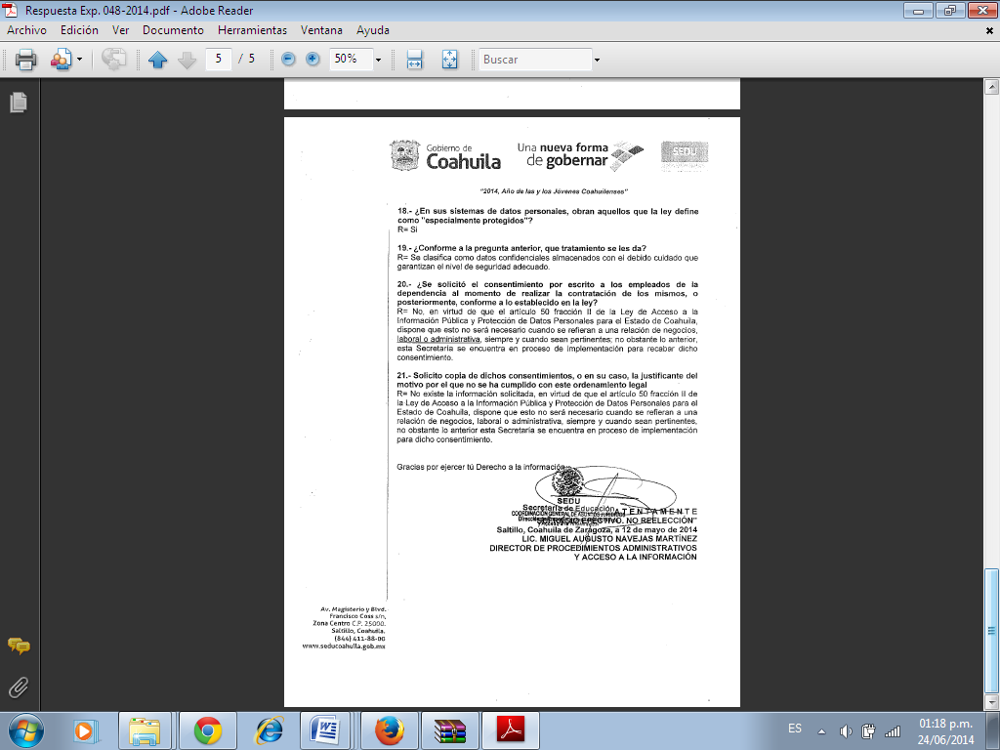 Respuesta Exp. 048-2014.pdf - Adobe Reader
Archivo Edición Ver Documento Herramientas Ventana Ayuda
5 / 5 50% Buscar
Gobierno de
Coahuila
Una nueva forma
de gobernar
SEDU
"2014, Año de las y los Jóvenes Coahuilenses"
18.- ¿En sus sistemas de datos personales, obran aquellos que la ley define
como "especialmente protegidos"?
R= Si
19.- ¿Conforme a la pregunta anterior, que tratamiento se les da?
R= Se clasifica como datos confidenciales almacenados con el debido cuidado que
garantizan el nivel de seguridad adecuado.
20.- ¿Se solicitó el consentimiento por escrito a los empleados de la
dependencia al momento de realizar la contratación de los mismos, o
posteriormente, conforme a lo establecido en la ley?
R= No, en virtud de que el artículo 50 fracción II de la Ley de Acceso a la
Información Pública y Protección de Datos Personales para el Estado de Coahuila,
dispone que esto no será necesario cuando se refieran a una relación de negocios,
laboral o administrativa, siempre y cuando sean pertinentes; no obstante lo anterior,
esta Secretaria se encuentra en proceso de implementación para recabar dicho
consentimiento.
21.- Solicito copia de dichos consentimientos, o en su caso, la justificante del
motivo por el que no se ha cumplido con este ordenamiento legal
R= No existe la información solicitada, en virtud de que el artículo 50 fracción II de
la Ley de Acceso a la Información Pública y Protección de Datos Personales para el
Estado de Coahuila, dispone que esto no será necesario cuando se refieran a una
relación de negocios, laboral o administrativa, siempre y cuando sean pertinentes,
no obstante lo anterior esta Secretaria se encuentra en proceso de implementación
para dicho consentimiento.
Gracias por ejercer tú Derecho a la información
SEDU
Secretaría de Educación
A T E N T A M E N T E
COORDINACIÓN GENERAL DE ASUNTOS JURÍDICOS
EFECTIVO. NO REELECCIÓN"
Saltillo, Coahuila de Zaragoza, a 12 de mayo de 2014
LIC. MIGUEL AUGUSTO NAVEJAS MARTÍNEZ
DIRECTOR DE PROCEDIMIENTOS ADMINISTRATIVOS
Y ACCESO A LA INFORMACIÓN
Av. Magisterio y Blvd.
Francisco Coss s/n,
Zona Centro C.P. 25000.
Saltillo, Coahuila.
(844) 411-88-00
www.seducoahuila.gob.mx
ES
01:18 p.m.
24/06/2014